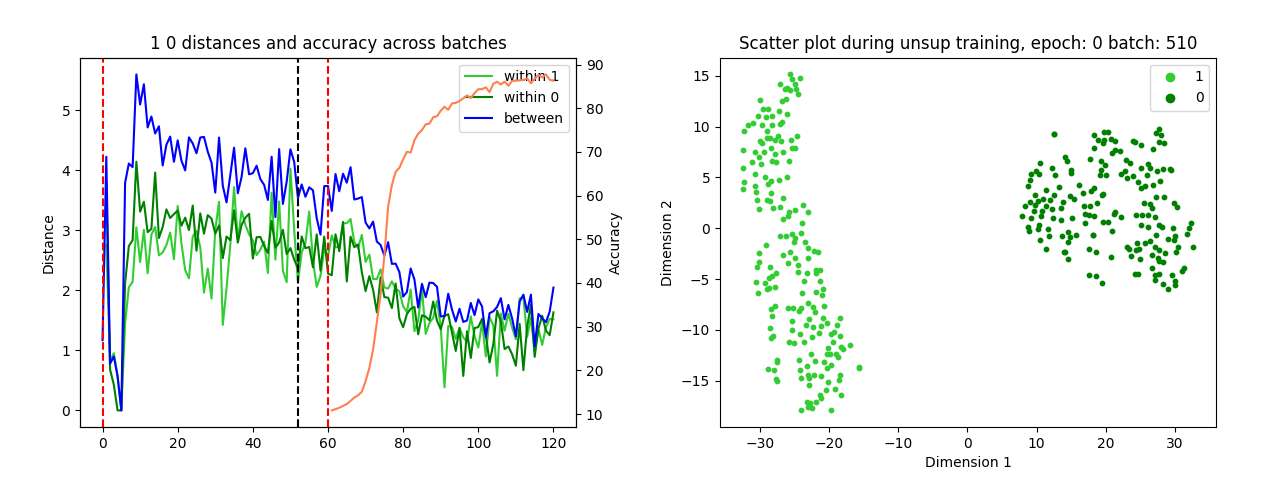 1 0 distances and accuracy across batches
within 1
within 0
between
Distance
5
4
3
2
1
0
Accuracy
90
80
70
60
50
40
30
20
10
0 20 40 60 80 100 120
Scatter plot during unsup training, epoch: 0 batch: 510
1
0
Dimension 2
15
10
5
0
−5
−10
−15
−30 −20 −10 0 10 20 30
Dimension 1